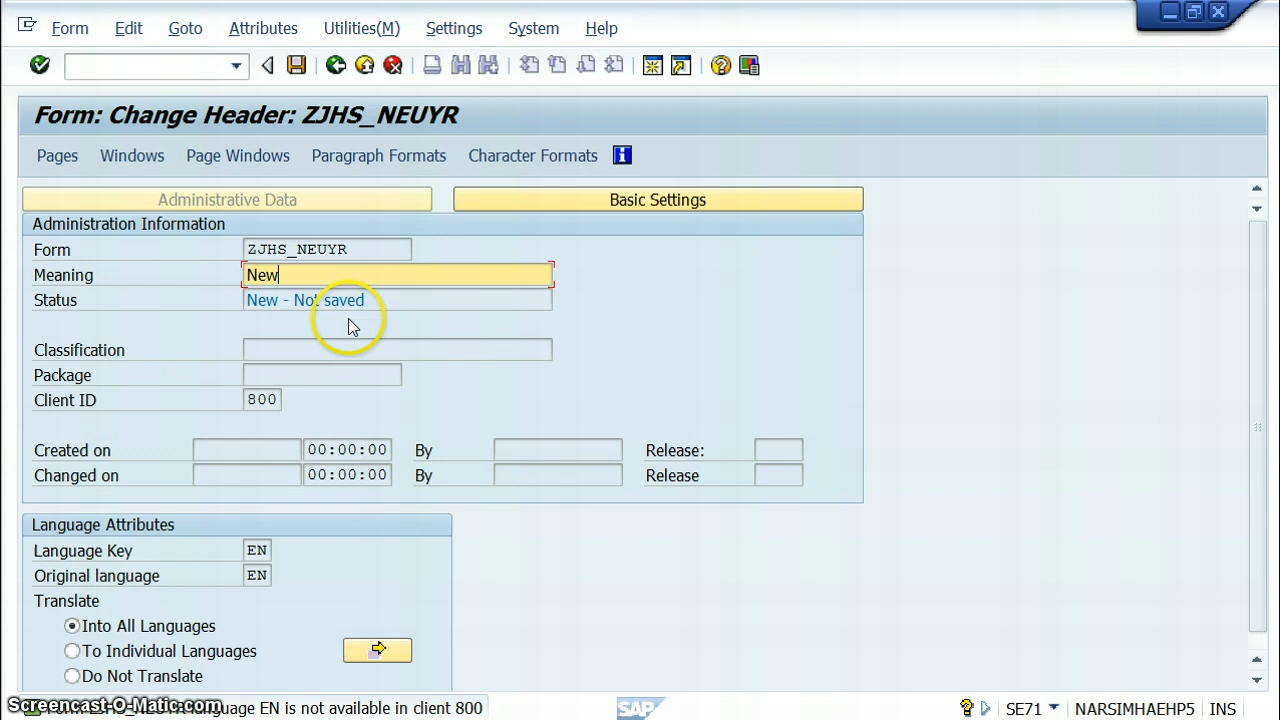 Form Edit Goto Attributes Utilities(M) Settings System Help
Form: Change Header: ZJHS_NEUYR
Pages Windows Page Windows Paragraph Formats Character Formats
Administrative Data Basic Settings
Administration Information
Form ZJHS_NEUYR
Meaning New
Status New - Not saved
Classification
Package
Client ID 800
Created on 00:00:00 By Release:
Changed on 00:00:00 By Release
Language Attributes
Language Key EN
Original language EN
Translate
Into All Languages
To Individual Languages
Do Not Translate
Screencast-O-Matic.com
language EN is not available in client 800 SAP SE71 NARSIMHAEHP5 INS